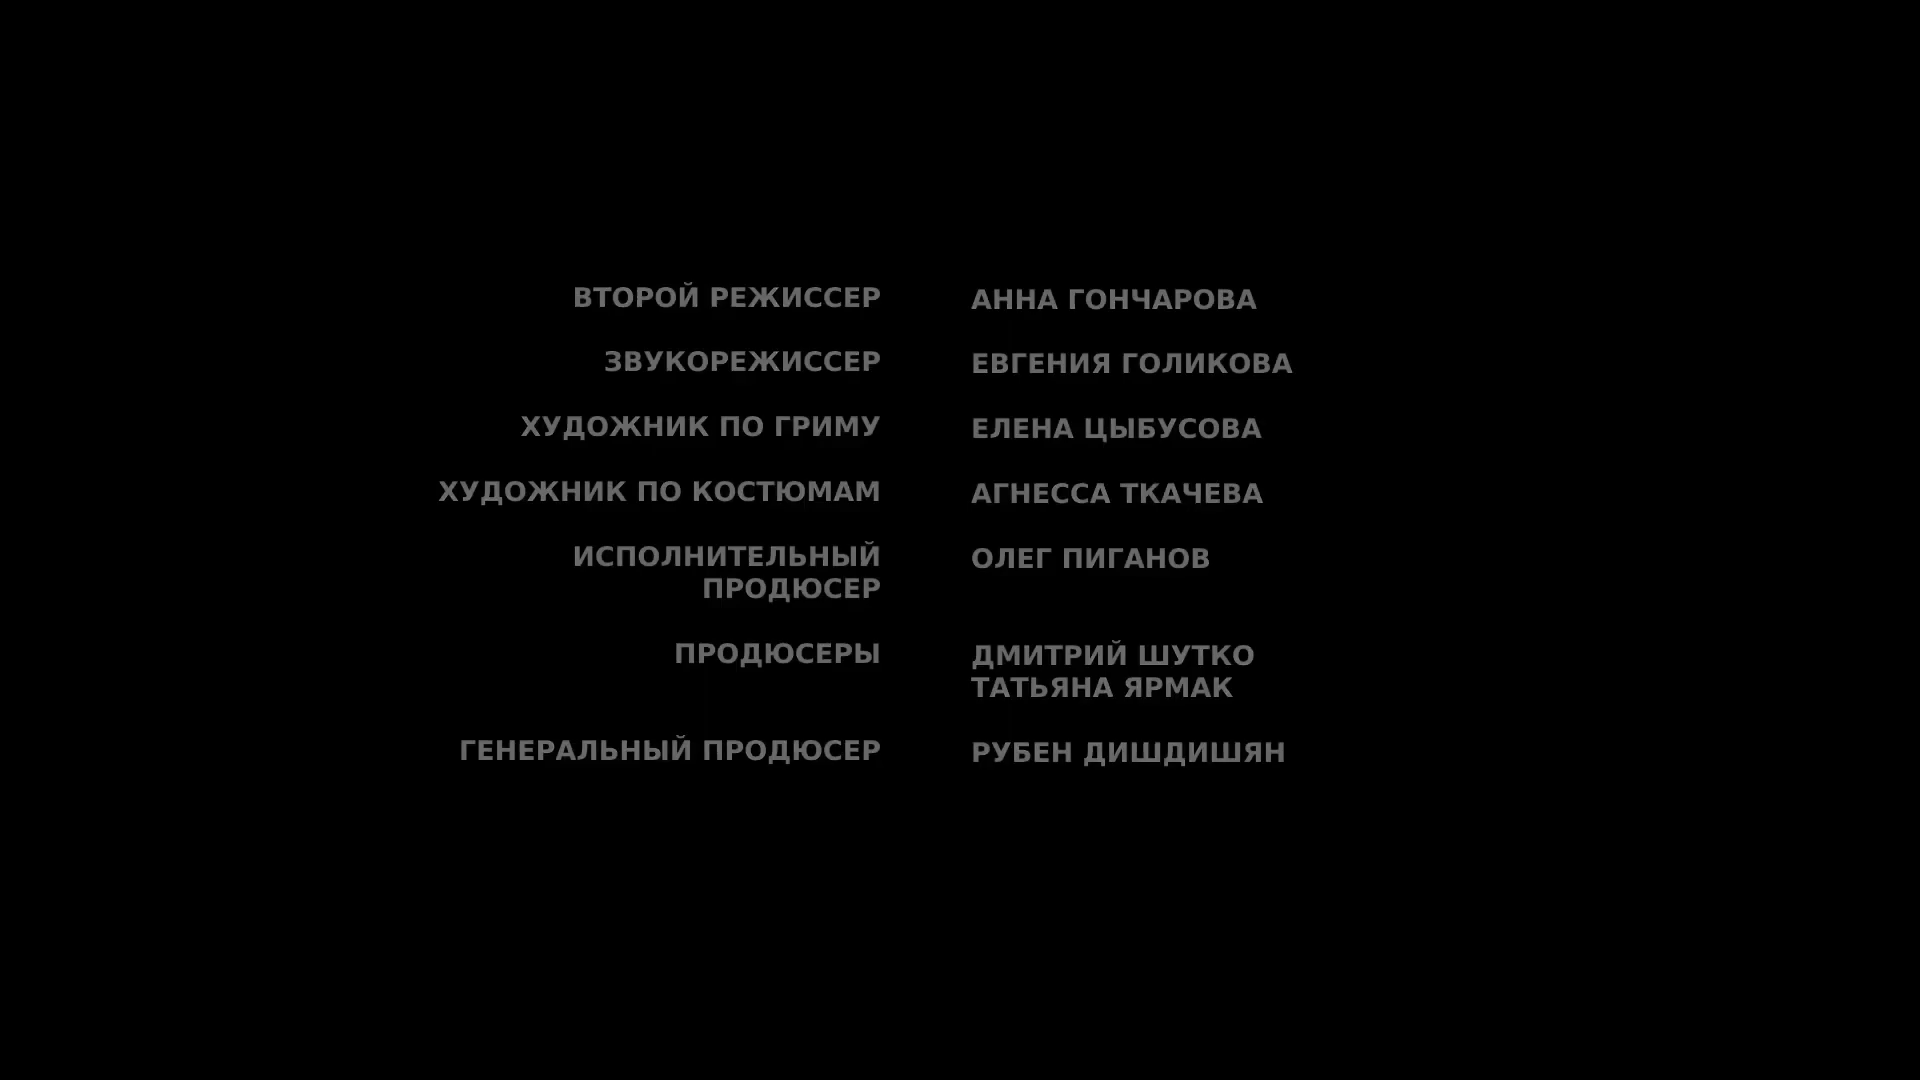 ВТОРОЙ РЕЖИССЕР АННА ГОНЧАРОВА
ЗВУКОРЕЖИССЕР ЕВГЕНИЯ ГОЛИКОВА
ХУДОЖНИК ПО ГРИМУ ЕЛЕНА ЦЫБУСОВА
ХУДОЖНИК ПО КОСТЮМАМ АГНЕССА ТКАЧЕВА
ИСПОЛНИТЕЛЬНЫЙ ОЛЕГ ПИГАНОВ
ПРОДЮСЕР
ПРОДЮСЕРЫ ДМИТРИЙ ШУТКО
ТАТЬЯНА ЯРМАК
ГЕНЕРАЛЬНЫЙ ПРОДЮСЕР РУБЕН ДИШДИШЯН